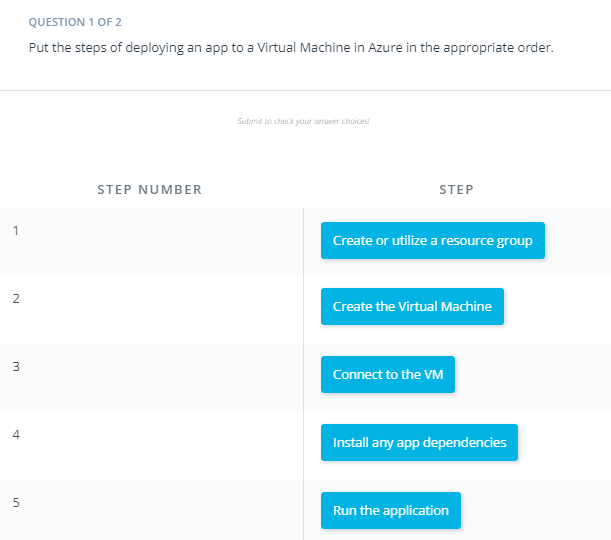 QUESTION 1 OF 2
Put the steps of deploying an app to a Virtual Machine in Azure in the appropriate order.
Submit to check your answer choices!
STEP NUMBER STEP
1 Create or utilize a resource group
2 Create the Virtual Machine
3 Connect to the VM
4 Install any app dependencies
5 Run the application